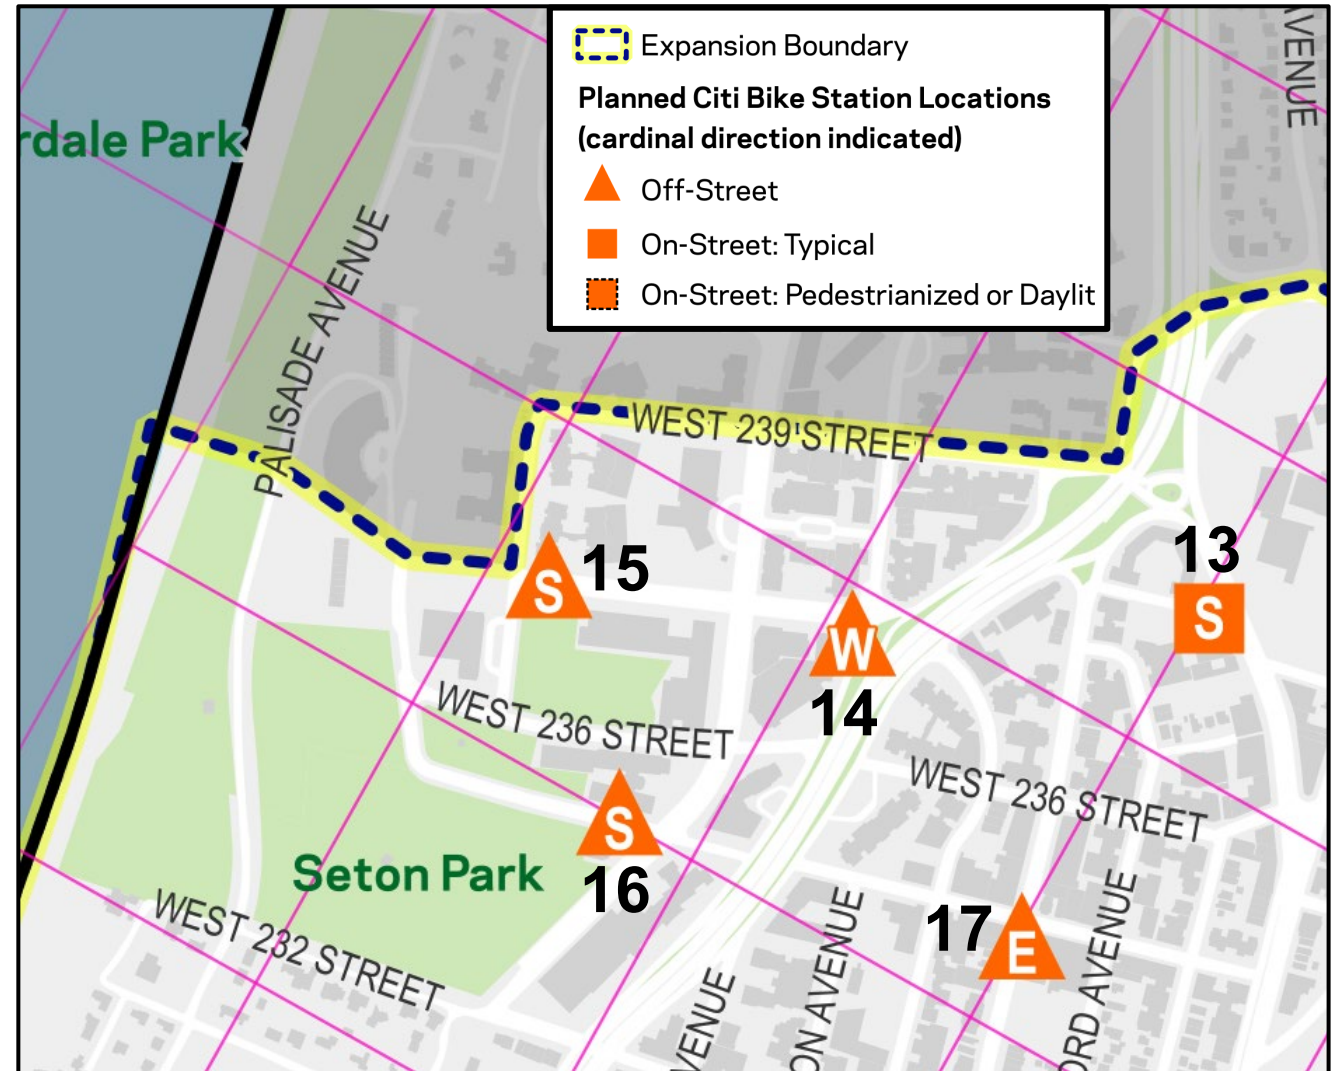 Expansion Boundary
Planned Citi Bike Station Locations
(cardinal direction indicated)
Off-Street
On-Street: Typical
On-Street: Pedestrianized or Daylit
AVENUE
rdale Park
PALISADE AVENUE
WEST 239 STREET
15
S
13
S
W
14
WEST 236 STREET
WEST 236 STREET
S
16
Seton Park
WEST 232 STREET
17
E
ON AVENUE
ORD AVENUE
VENUE